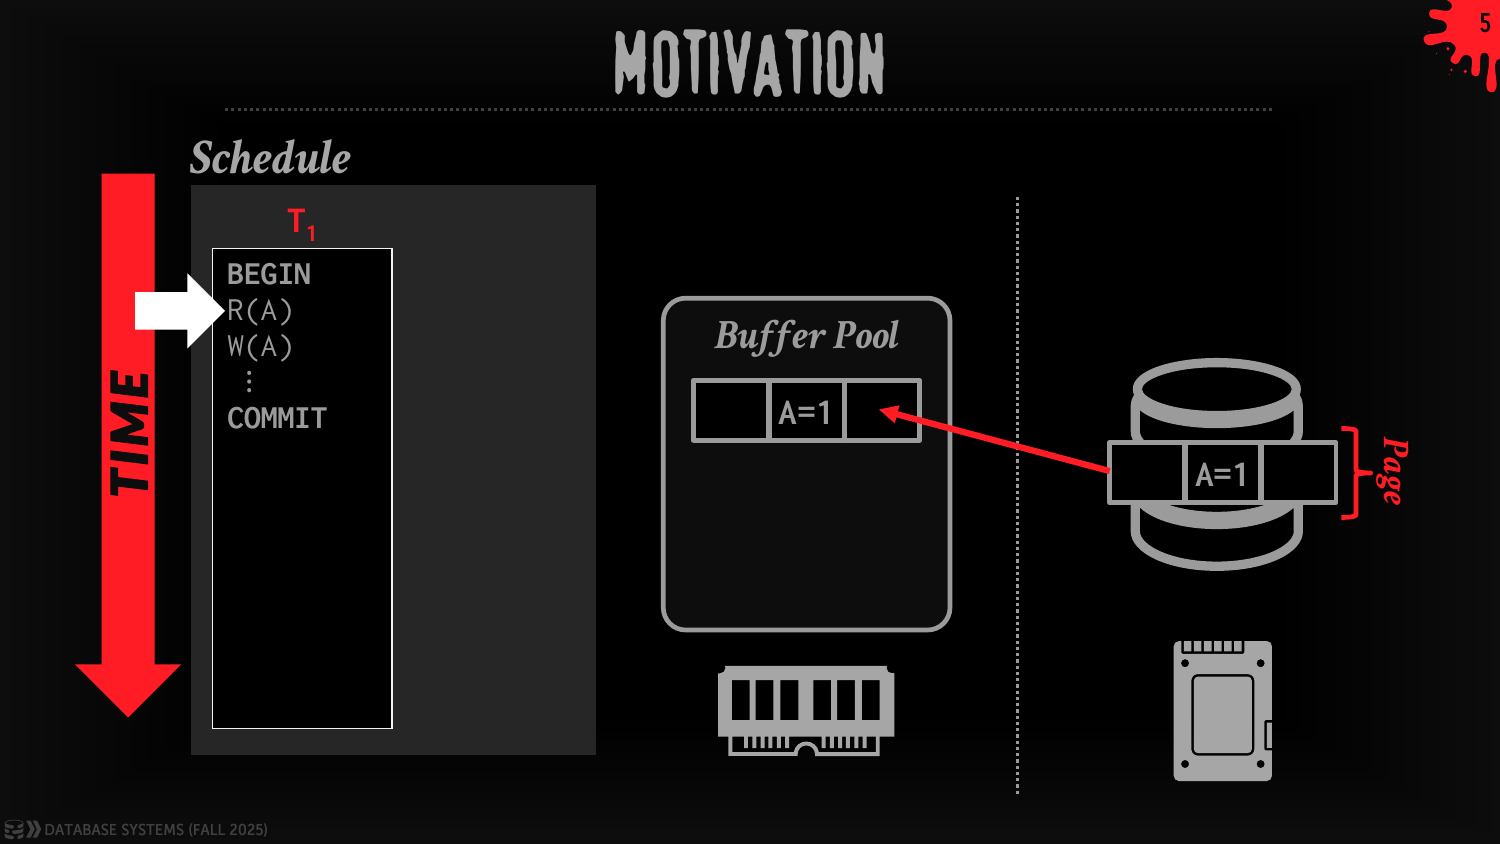 MOTIVATION
5
Schedule
T1
BEGIN
R(A)
W(A)
⋮
COMMIT
TIME
Buffer Pool
A=1
A=1
Page
DATABASE SYSTEMS (FALL 2025)